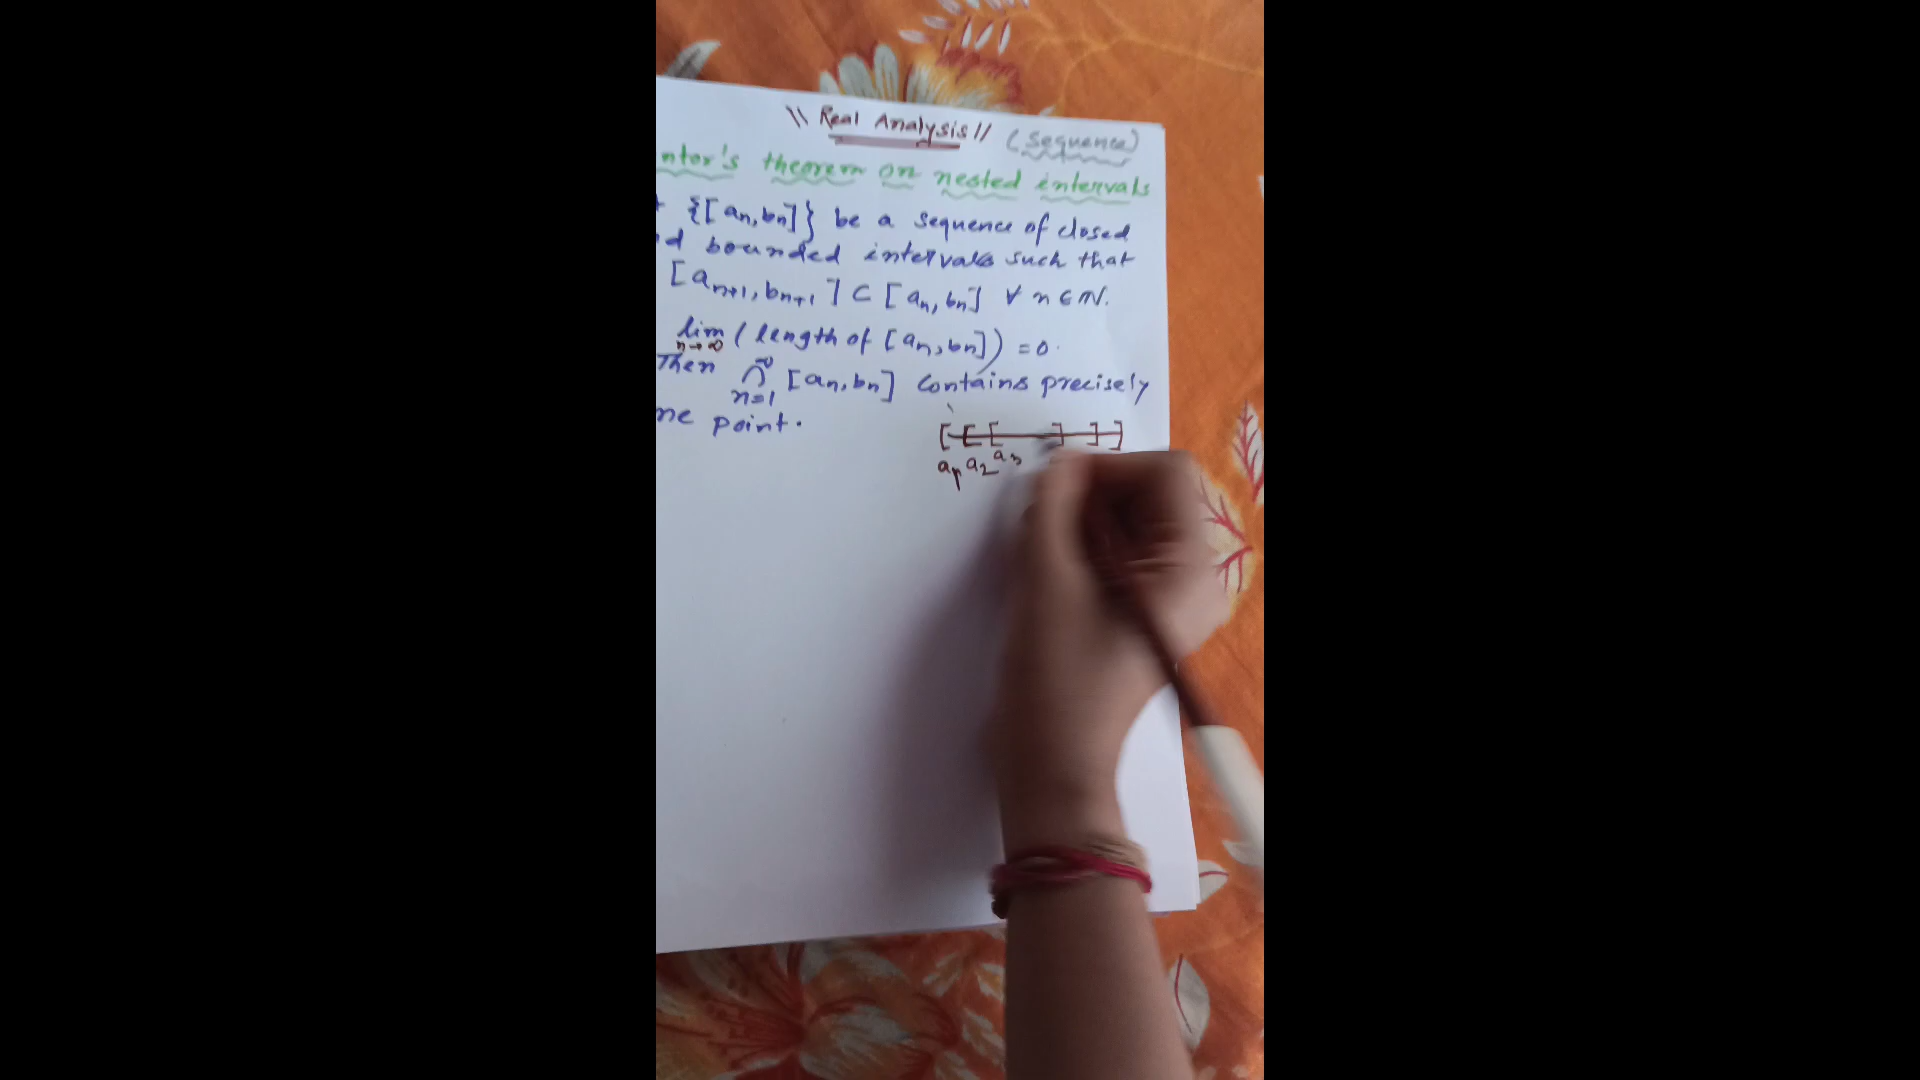 \\ Real Analysis // (Sequence)
ntor's theorem on nested intervals
{[an, bn]} be a sequence of closed
nd bounded intervals such that
[an+1, bn+1] ⊂ [an, bn] ∀ n ∈ N.
lim n→∞ (length of [an, bn]) = 0.
Then ∞ ∩ n=1 [an, bn] contains precisely
ne point.
[ [ [ ] ] ]
a1 a2 a3